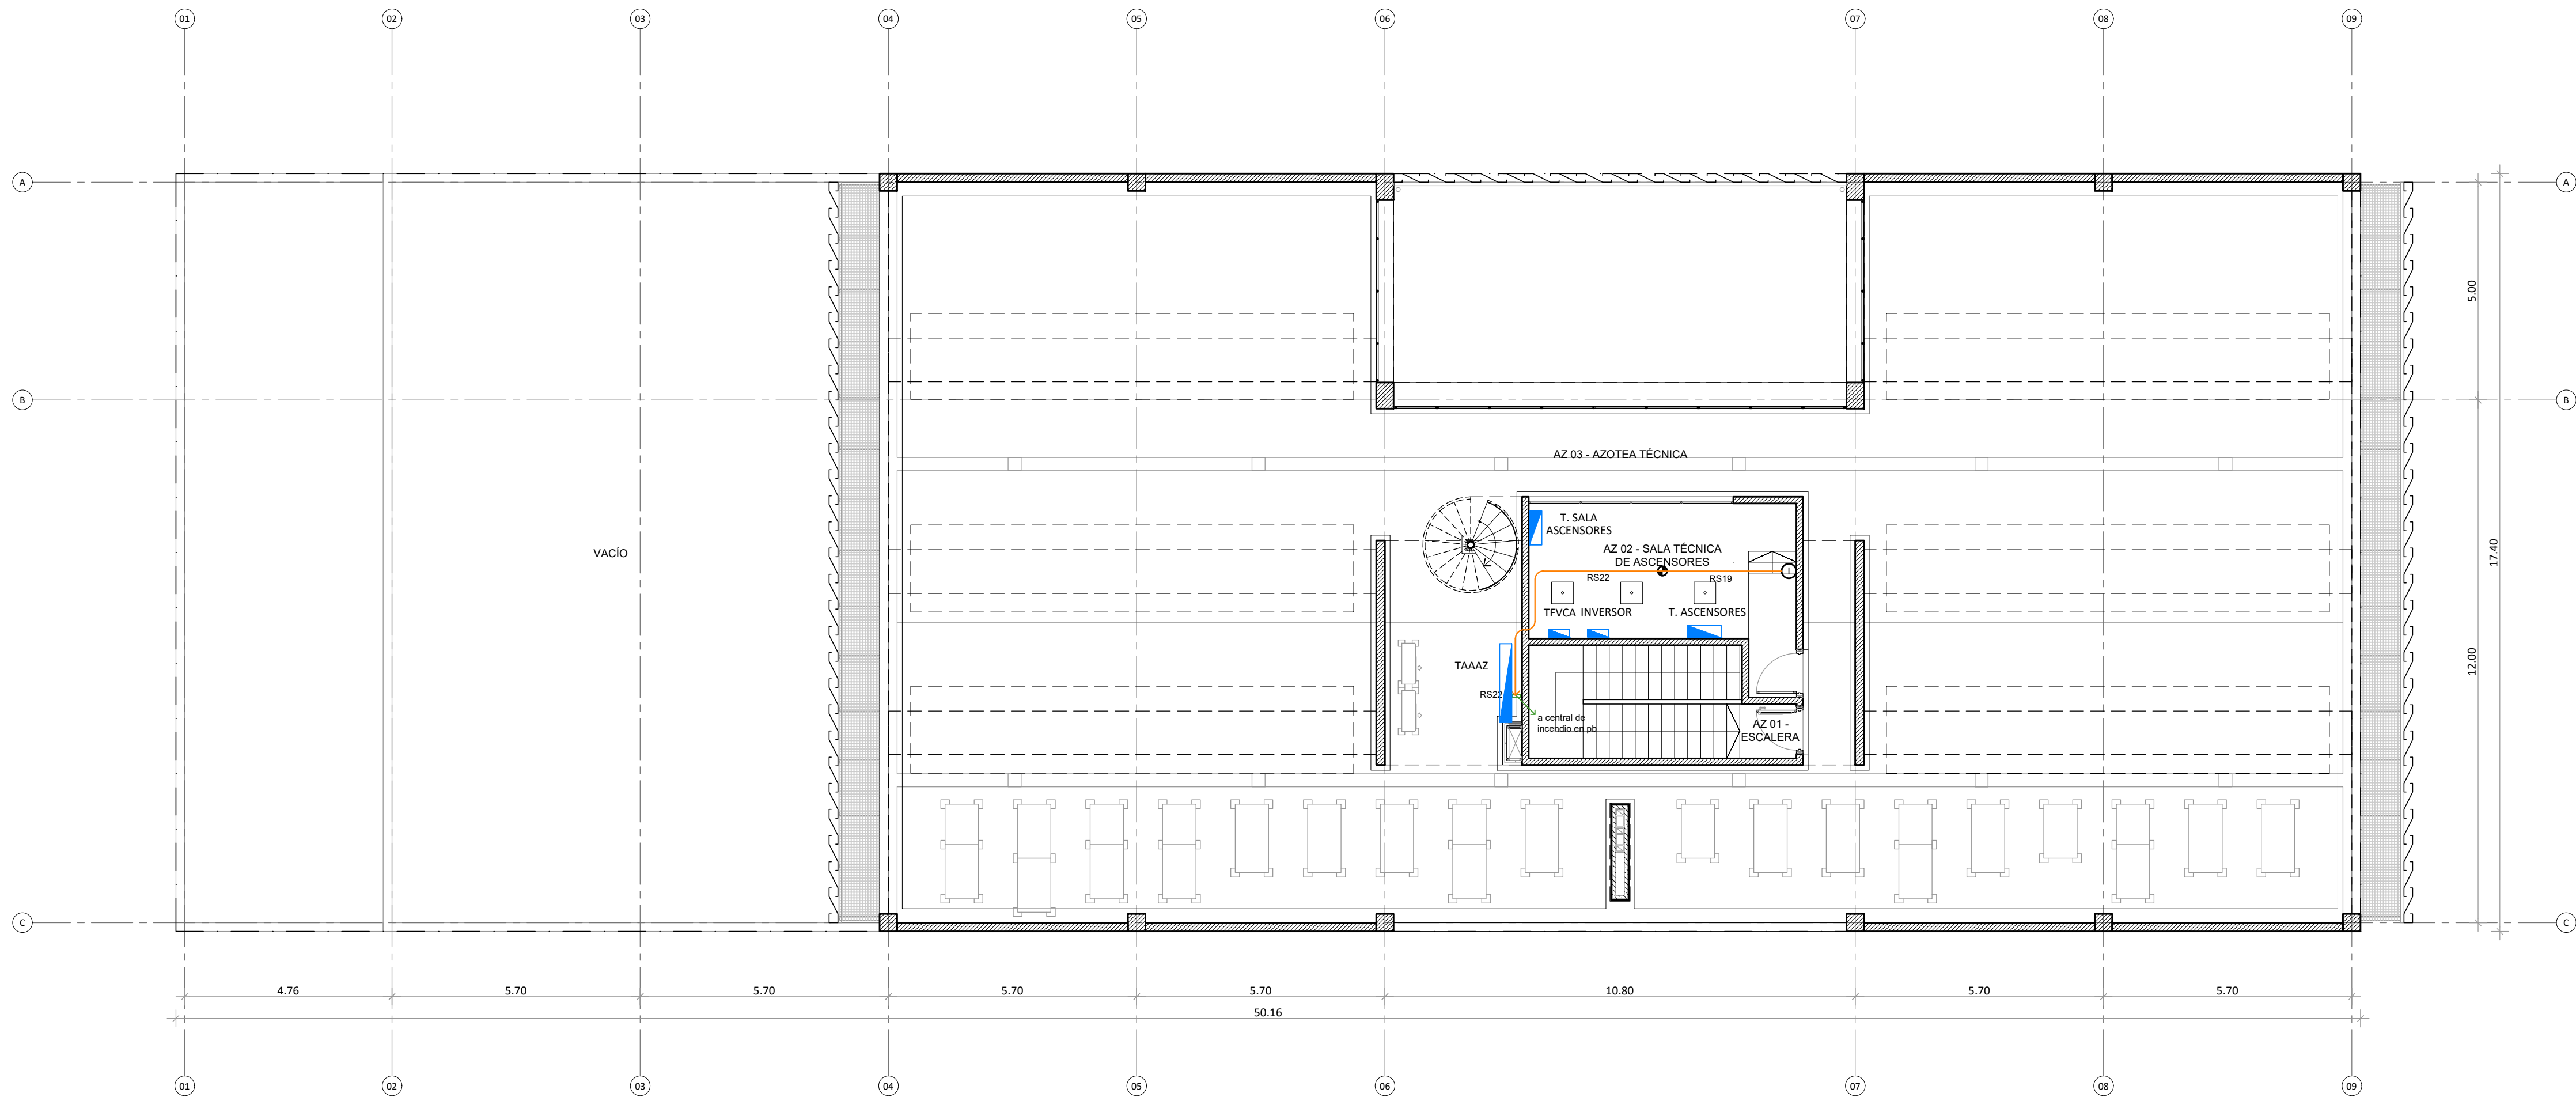 01
02
03
04
05
06
07
08
09
A
A
5.00
B
B
AZ 03 - AZOTEA TÉCNICA
T. SALA
ASCENSORES
VACÍO
AZ 02 - SALA TÉCNICA
DE ASCENSORES
17.40
RS22
RS19
TFVCA
INVERSOR
T. ASCENSORES
TAAAZ
12.00
RS22
a central de
incendio en pb
AZ 01 -
ESCALERA
C
C
4.76
5.70
5.70
5.70
5.70
10.80
5.70
5.70
50.16
01
02
03
04
05
06
07
08
09